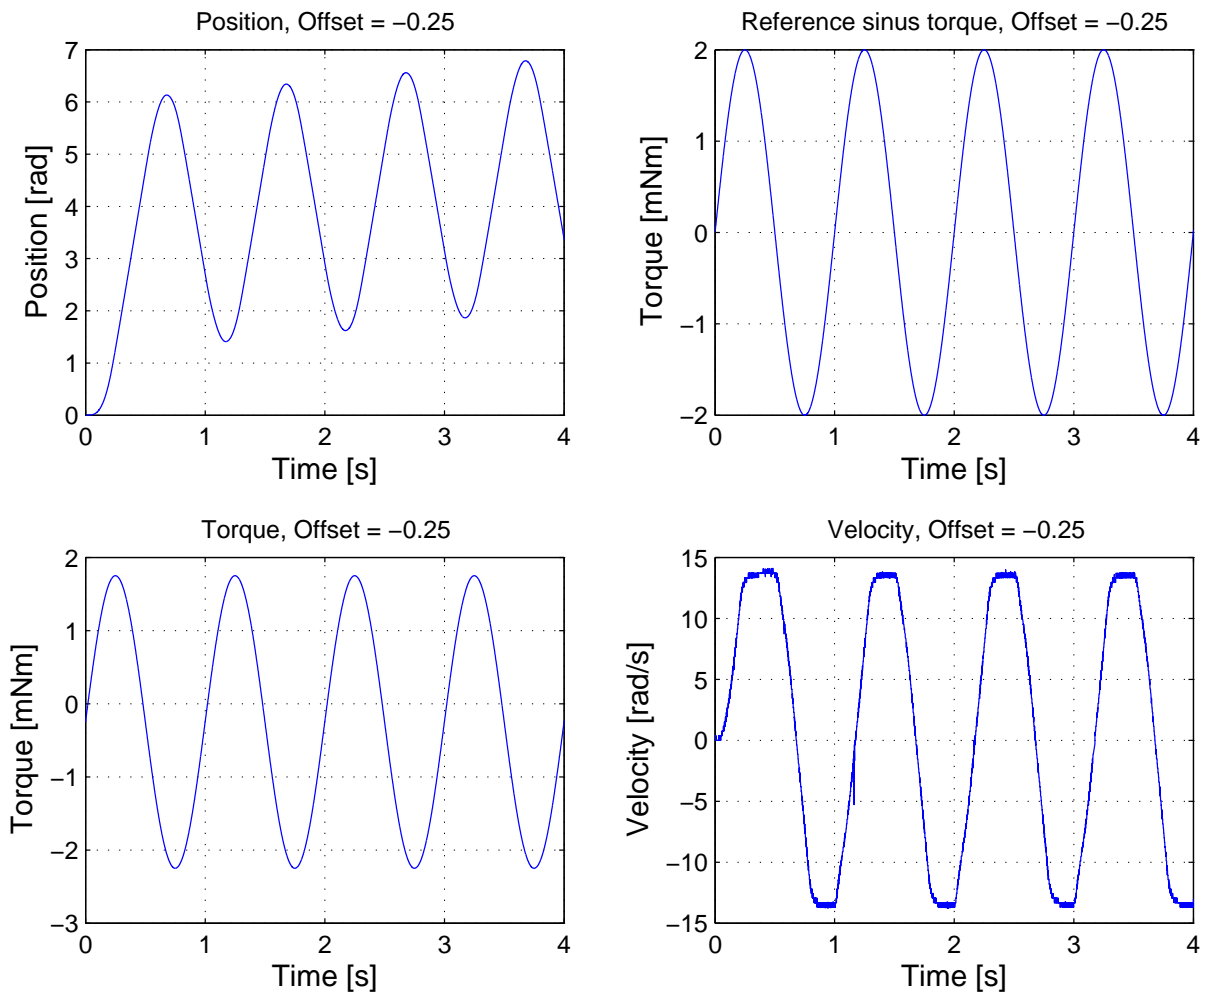 Position, Offset = −0.25
7
6
5
4
3
2
1
0
Position [rad]
0 1 2 3 4
Time [s]
Reference sinus torque, Offset = −0.25
2
1
0
−1
−2
Torque [mNm]
0 1 2 3 4
Time [s]
Torque, Offset = −0.25
2
1
0
−1
−2
−3
Torque [mNm]
0 1 2 3 4
Time [s]
Velocity, Offset = −0.25
15
10
5
0
−5
−10
−15
Velocity [rad/s]
0 1 2 3 4
Time [s]